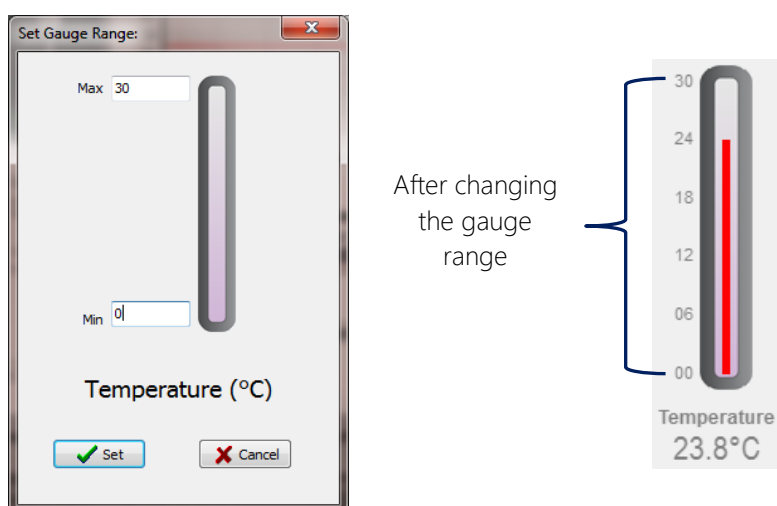 Set Gauge Range:
x
Max 30
Min 0
Temperature (°C)
Set
Cancel
After changing
the gauge
range
30
24
18
12
06
00
Temperature
23.8°C